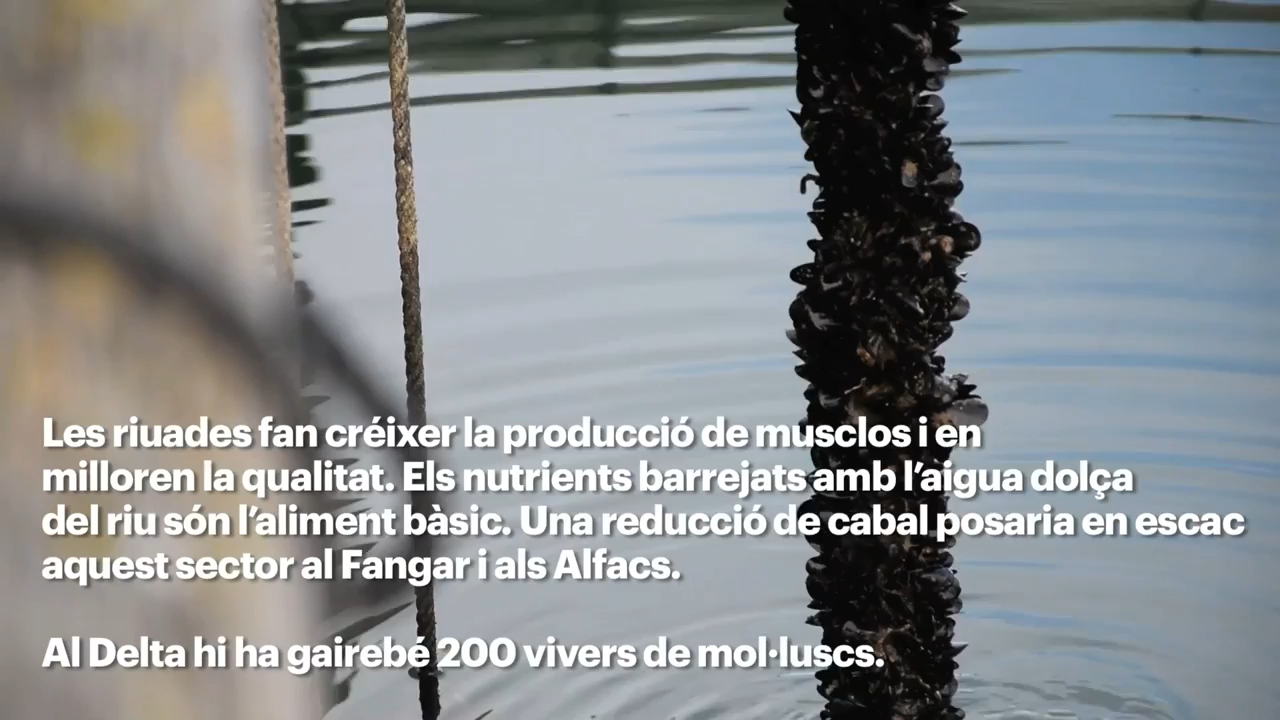 Les riuades fan créixer la producció de musclos i en
milloren la qualitat. Els nutrients barrejats amb l’aigua dolça
del riu són l’aliment bàsic. Una reducció de cabal posaria en escac
aquest sector al Fangar i als Alfacs.
Al Delta hi ha gairebé 200 vivers de mol·luscs.